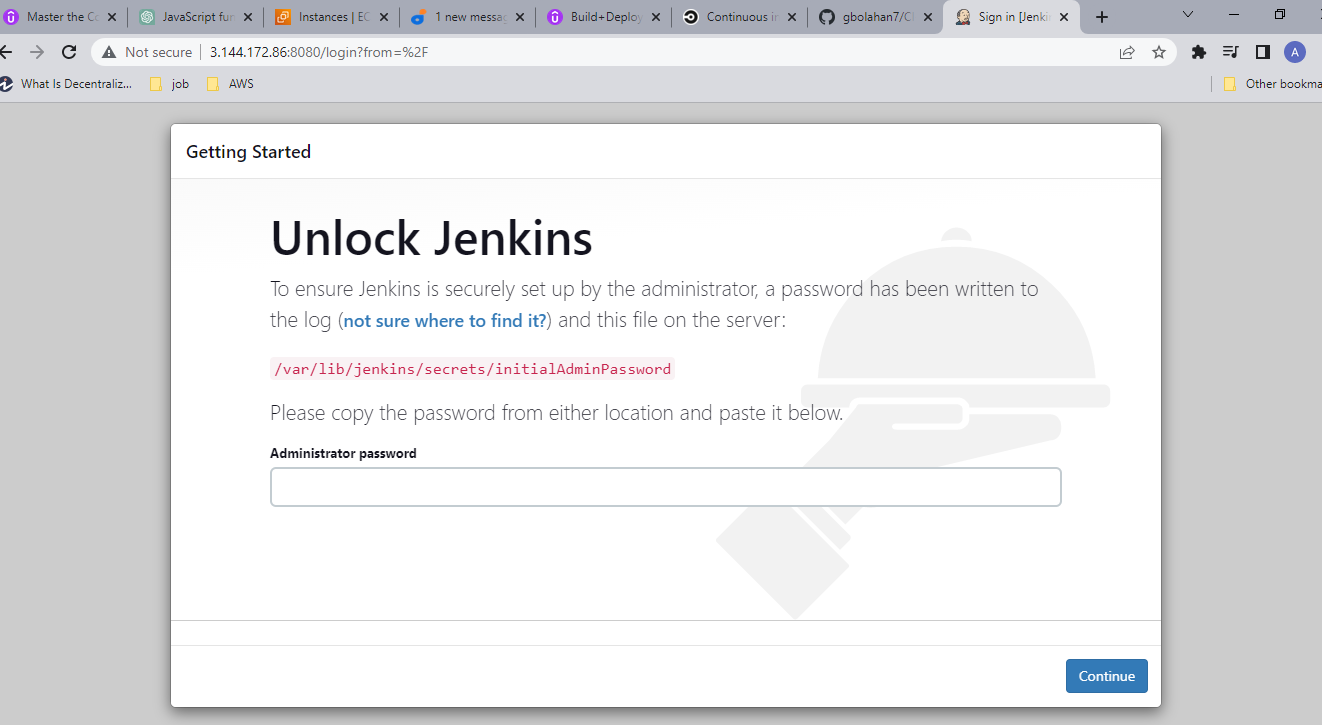 Master the Co
JavaScript fun
Instances | EC
1 new messag
Build+Deploy
Continuous in
gbolahan7/CI
Sign in [Jenkin
Not secure
3.144.172.86:8080/login?from=%2F
A
What Is Decentraliz...
job
AWS
Other bookma
Getting Started
Unlock Jenkins
To ensure Jenkins is securely set up by the administrator, a password has been written to
the log (not sure where to find it?) and this file on the server:
/var/lib/jenkins/secrets/initialAdminPassword
Please copy the password from either location and paste it below.
Administrator password
Continue